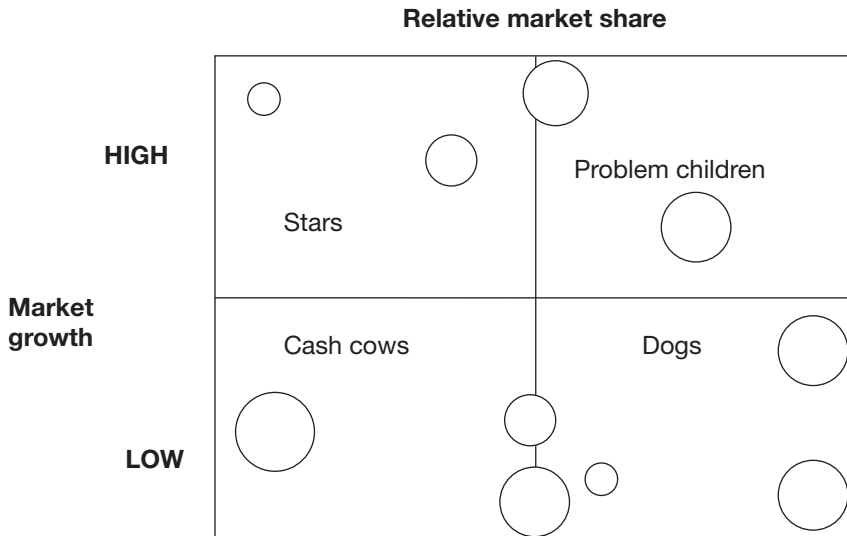 Relative market share
HIGH
Problem children
Stars
Market
growth
Cash cows
Dogs
LOW